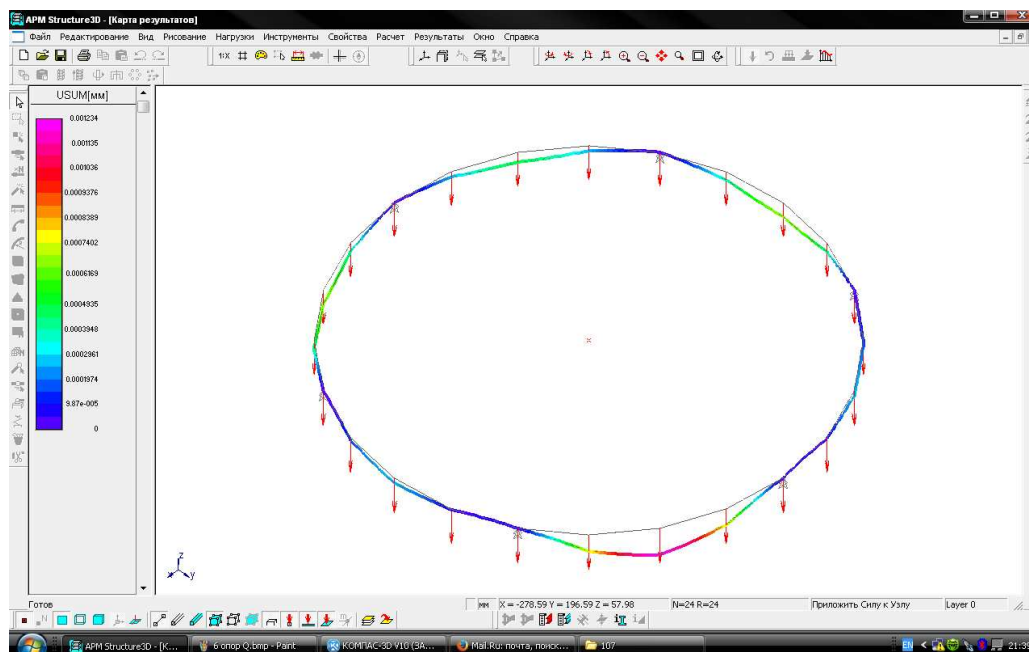 APM Structure3D - [Карта результатов]
Файл Редактирование Вид Рисование Нагрузки Инструменты Свойства Расчет Результаты Окно Справка
USUM[мм]
0.001234
0.001135
0.001036
0.0009376
0.0008389
0.0007402
0.0006169
0.0004935
0.0003948
0.0002961
0.0001974
9.87e-005
0
z
x y
Готов
мм X = -278.59 Y = 196.59 Z = 57.98 N=24 R=24 Приложить Силу к Узлу Layer 0
APM Structure3D - [К... 6 опор Q.bmp - Paint КОМПАС-3D V10 (ЗА... Mail.Ru: почта, поиск... 107 EN